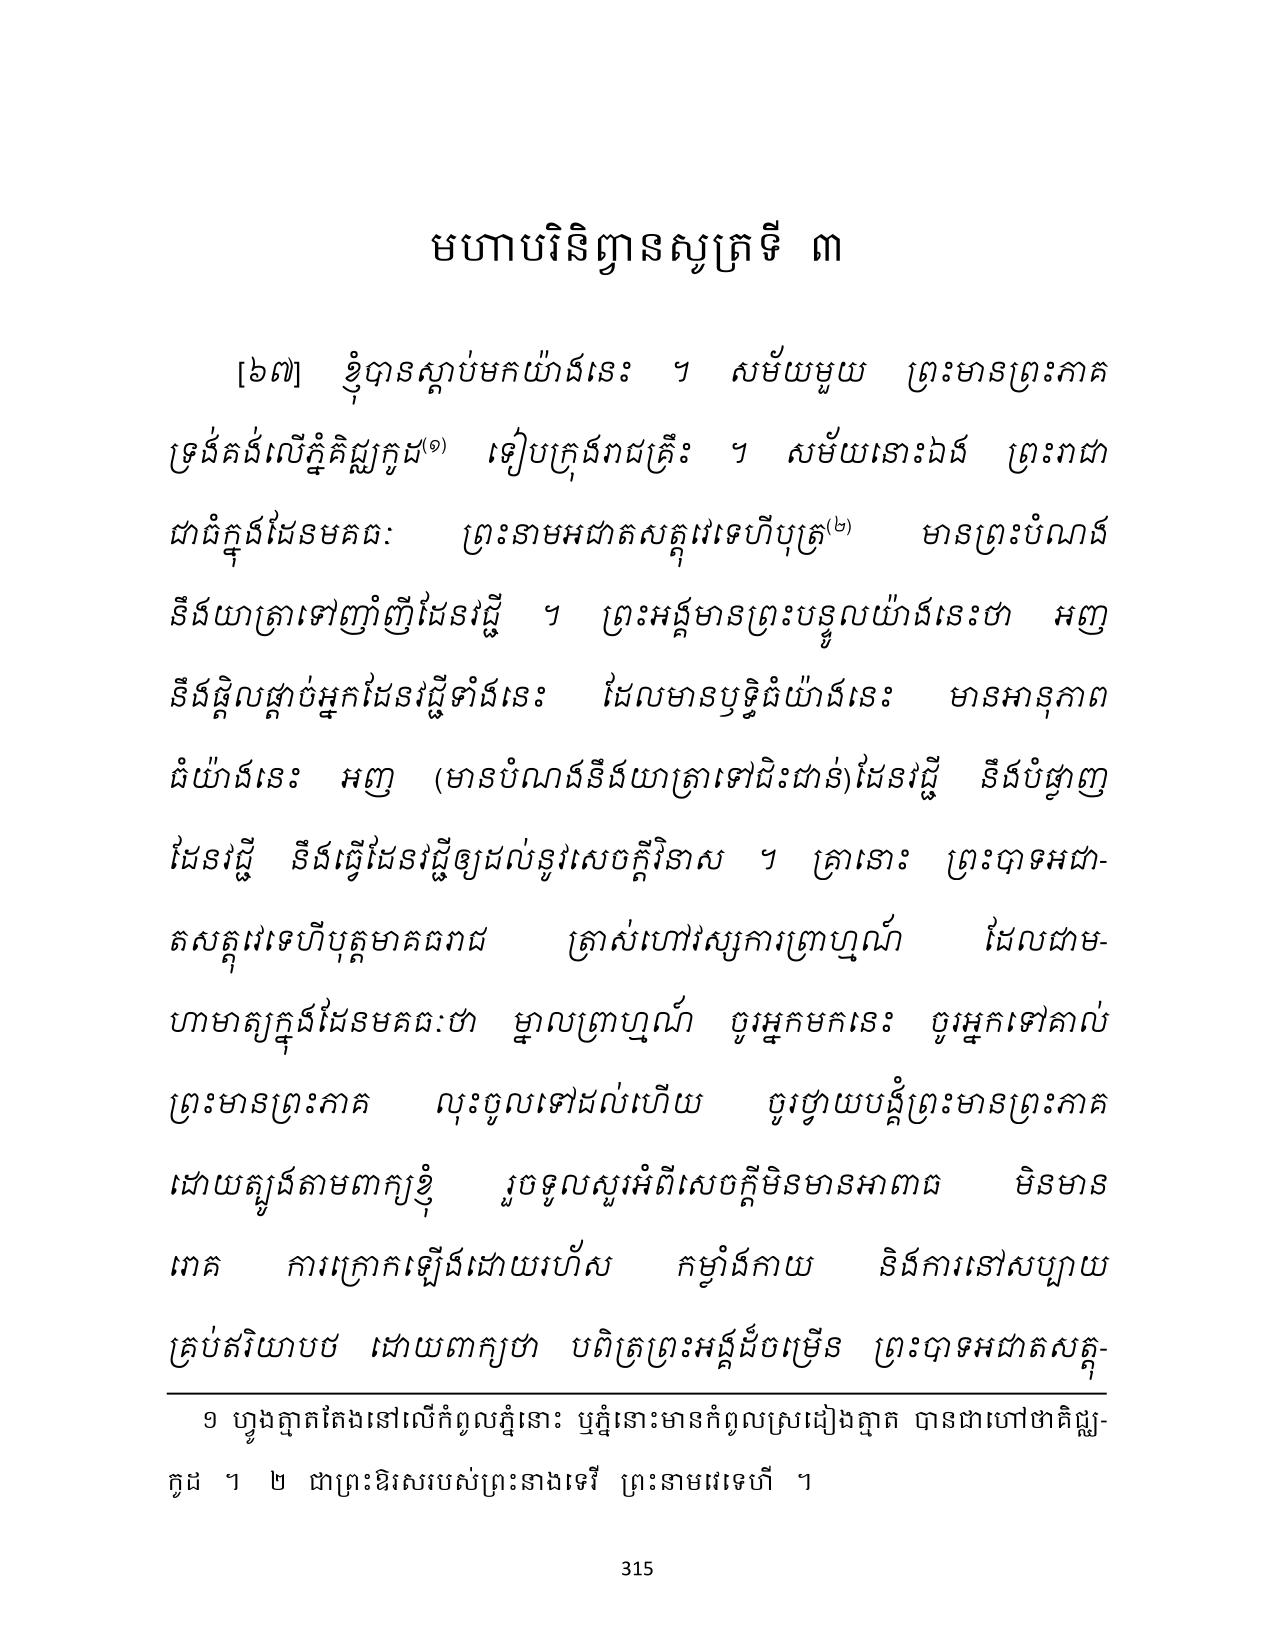 មហាបរិនិព្វានសូត្រទី ៣
[៦៧] ខ្ញុំបានស្តាប់មកយ៉ាងនេះ ។ សម័យមួយ ព្រះមានព្រះភាគ
ទ្រង់គង់លើភ្នំគិជ្ឈកូដ(១) ទៀបក្រុងរាជគ្រឹះ ។ សម័យនោះឯង ព្រះរាជា
ជាធំក្នុងដែនមគធៈ ព្រះនាមអជាតសត្តុវេទេហីបុត្រ(២) មានព្រះបំណង
នឹងយាត្រាទៅញាំញីដែនវជ្ជី ។ ព្រះអង្គមានព្រះបន្ទូលយ៉ាងនេះថា អញ
នឹងផ្តិលផ្តាច់អ្នកដែនវជ្ជីទាំងនេះ ដែលមានឫទ្ធិធំយ៉ាងនេះ មានអានុភាព
ធំយ៉ាងនេះ អញ (មានបំណងនឹងយាត្រាទៅជិះជាន់)ដែនវជ្ជី នឹងបំផ្លាញ
ដែនវជ្ជី នឹងធ្វើដែនវជ្ជីឲ្យដល់នូវសេចក្តីវិនាស ។ គ្រានោះ ព្រះបាទអជា-
តសត្តុវេទេហីបុត្តមាគធរាជ ត្រាស់ហៅវស្សការព្រាហ្មណ៍ ដែលជាម-
ហាមាត្យក្នុងដែនមគធៈថា ម្នាលព្រាហ្មណ៍ ចូរអ្នកមកនេះ ចូរអ្នកទៅគាល់
ព្រះមានព្រះភាគ លុះចូលទៅដល់ហើយ ចូរថ្វាយបង្គំព្រះមានព្រះភាគ
ដោយត្បូងតាមពាក្យខ្ញុំ រួចទូលសួរអំពីសេចក្តីមិនមានអាពាធ មិនមាន
រោគ ការក្រោកឡើងដោយរហ័ស កម្លាំងកាយ និងការនៅសប្បាយ
គ្រប់ឥរិយាបថ ដោយពាក្យថា បពិត្រព្រះអង្គដ៏ចម្រើន ព្រះបាទអជាតសត្តុ-
១ ហ្វូងត្មាតតែងនៅលើកំពូលភ្នំនោះ ឬភ្នំនោះមានកំពូលស្រដៀងត្មាត បានជាហៅថាគិជ្ឈ-
កូដ ។ ២ ជាព្រះឱរសរបស់ព្រះនាងទេវី ព្រះនាមវេទេហី ។
315